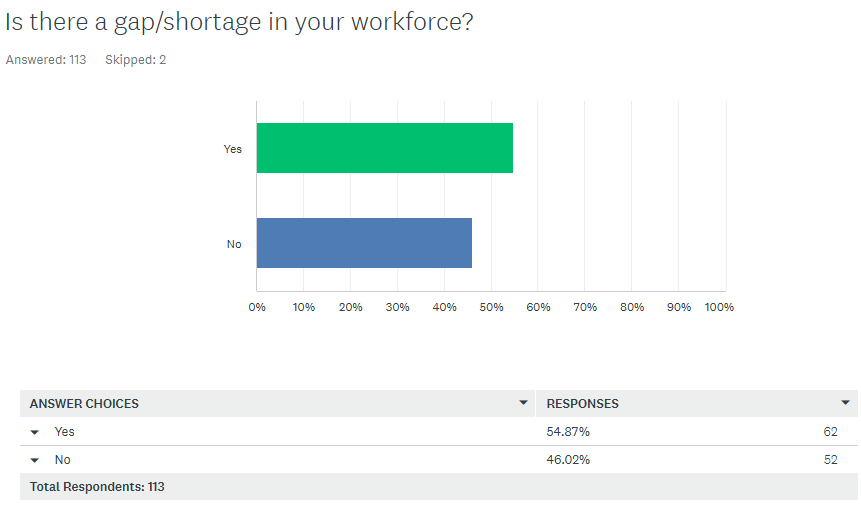 Is there a gap/shortage in your workforce?
Answered: 113 Skipped: 2
Yes
No
0% 10% 20% 30% 40% 50% 60% 70% 80% 90% 100%
ANSWER CHOICES RESPONSES
Yes 54.87% 62
No 46.02% 52
Total Respondents: 113